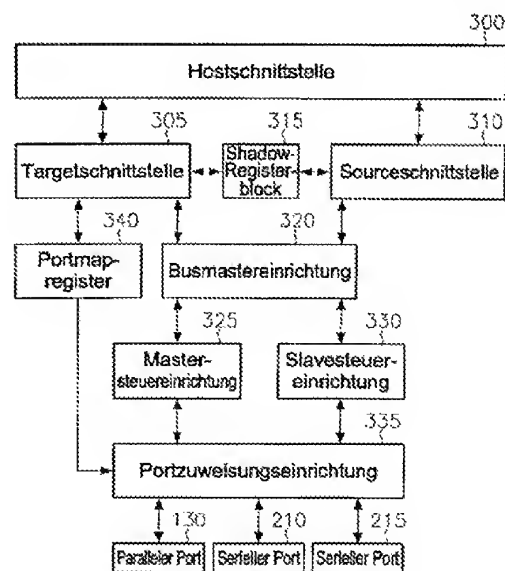 300
Hostschnittstelle
305
315
310
Targetschnittstelle
Shadow-
Register-
block
Sourceschnittstelle
340
320
Portmap-
register
Busmastereinrichtung
325
330
Master-
steuereinrichtung
Slavesteuer-
einrichtung
335
Portzuweisungseinrichtung
130
210
215
Paralleler Port
Serieller Port
Serieller Port